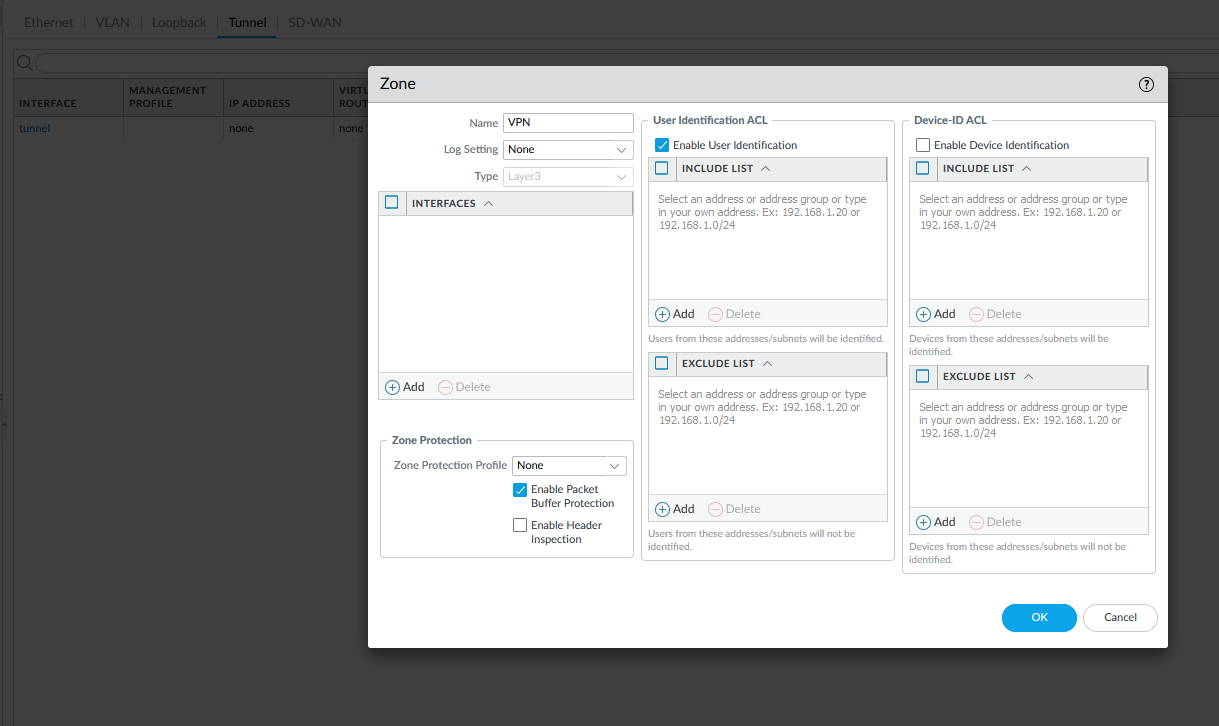 Ethernet VLAN Loopback Tunnel SD-WAN
INTERFACE
MANAGEMENT
PROFILE
IP ADDRESS
tunnel
none
none
Zone
?
Name VPN
Log Setting None
Type Layer3
INTERFACES
Add Delete
Zone Protection
Zone Protection Profile None
Enable Packet
Buffer Protection
Enable Header
Inspection
User Identification ACL
Enable User Identification
INCLUDE LIST
Select an address or address group or type
in your own address. Ex: 192.168.1.20 or
192.168.1.0/24
Add Delete
Users from these addresses/subnets will be identified.
EXCLUDE LIST
Select an address or address group or type
in your own address. Ex: 192.168.1.20 or
192.168.1.0/24
Add Delete
Users from these addresses/subnets will not be
identified.
Device-ID ACL
Enable Device Identification
INCLUDE LIST
Select an address or address group or type
in your own address. Ex: 192.168.1.20 or
192.168.1.0/24
Add Delete
Devices from these addresses/subnets will be
identified.
EXCLUDE LIST
Select an address or address group or type
in your own address. Ex: 192.168.1.20 or
192.168.1.0/24
Add Delete
Devices from these addresses/subnets will not be
identified.
OK Cancel